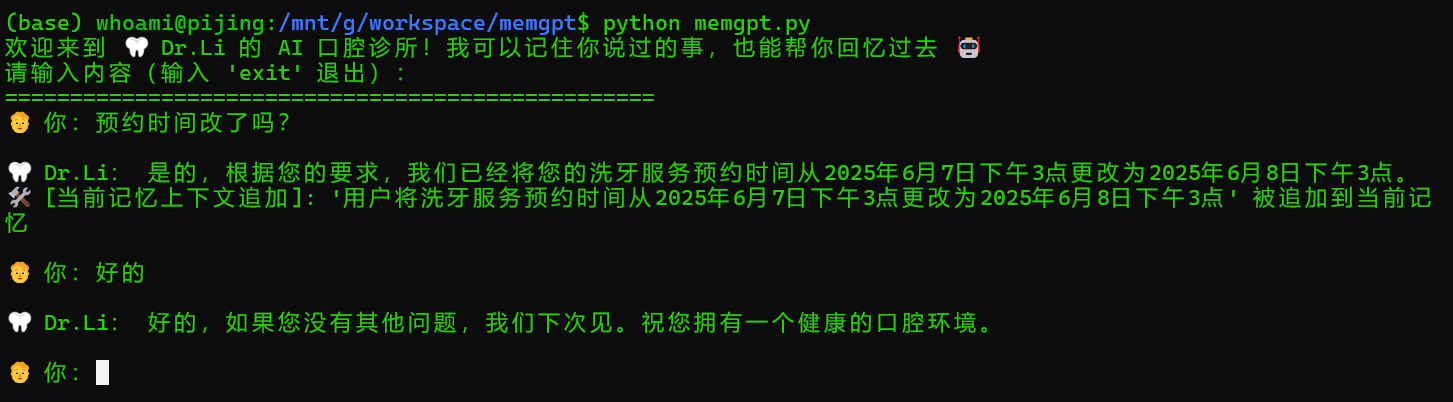 (base) whoami@pijing:/mnt/g/workspace/memgpt$ python memgpt.py
欢迎来到 🦷 Dr.Li 的 AI 口腔诊所！我可以记住你说过的事，也能帮你回忆过去 🤖
请输入内容（输入 'exit' 退出）：
==================================================
🧑 你：预约时间改了吗？
🦷 Dr.Li： 是的，根据您的要求，我们已经将您的洗牙服务预约时间从2025年6月7日下午3点更改为2025年6月8日下午3点。
🛠️ [当前记忆上下文追加]：'用户将洗牙服务预约时间从2025年6月7日下午3点更改为2025年6月8日下午3点' 被追加到当前记
忆
🧑 你：好的
🦷 Dr.Li： 好的，如果您没有其他问题，我们下次见。祝您拥有一个健康的口腔环境。
🧑 你：